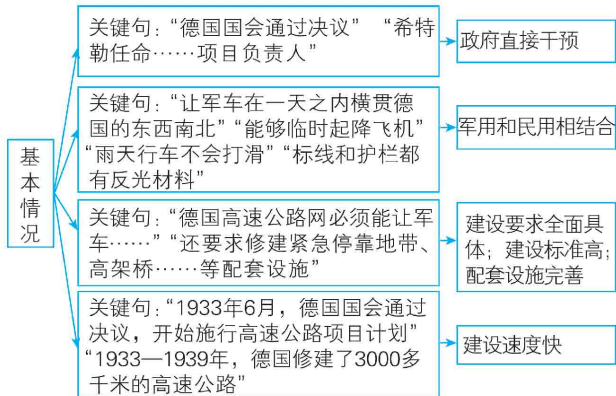 基
本
情
况
关键句：“德国国会通过决议” “希特
勒任命……项目负责人”
政府直接干预
关键句：“让军车在一天之内横贯德
国的东西南北”“能够临时起降飞机”
“雨天行车不会打滑”“标线和护栏都
有反光材料”
军用和民用相结合
关键句：“德国高速公路网必须能让军
车……”“还要求修建紧急停靠地带、
高架桥……等配套设施”
建设要求全面具
体；建设标准高；
配套设施完善
关键句：“1933年6月，德国国会通过
决议，开始施行高速公路项目计划”
“1933—1939年，德国修建了3000多
千米的高速公路”
建设速度快